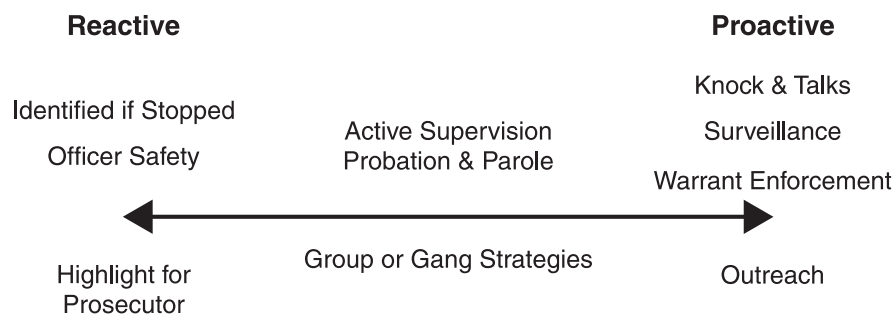 Reactive
Proactive
Identified if Stopped
Officer Safety
Active Supervision
Probation & Parole
Knock & Talks
Surveillance
Warrant Enforcement
Highlight for
Prosecutor
Group or Gang Strategies
Outreach